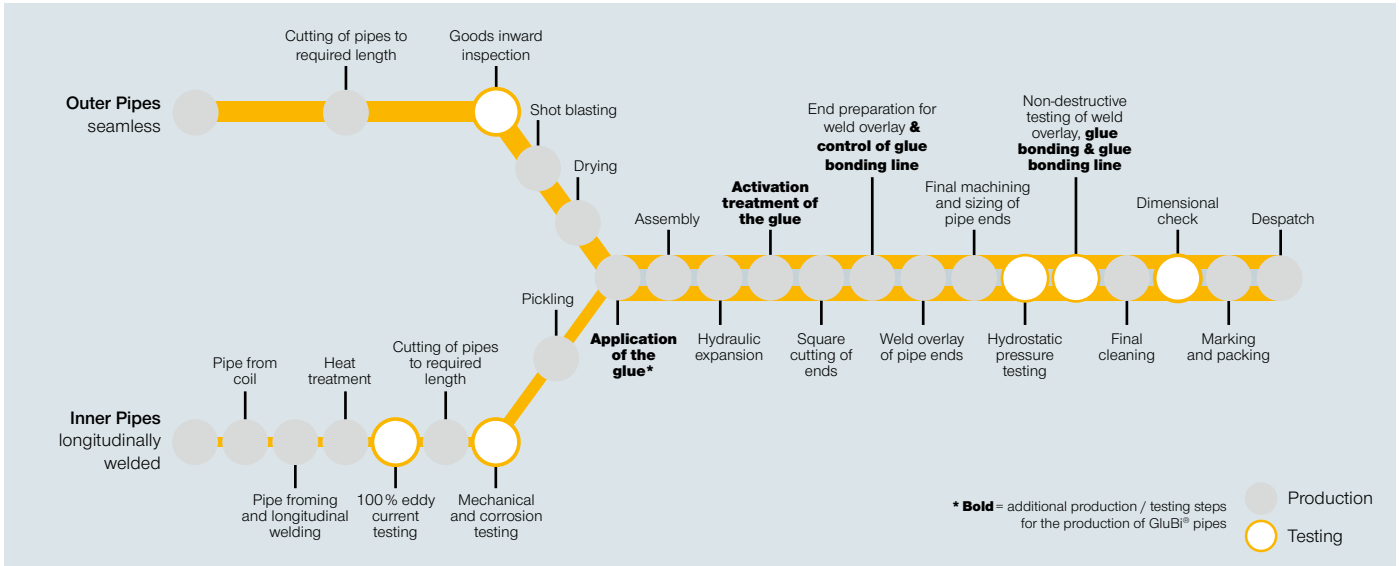 Outer Pipes
seamless
Cutting of pipes to
required length
Goods inward
inspection
Shot blasting
Drying
Inner Pipes
longitudinally
welded
Pipe from
coil
Pipe froming
and longitudinal
welding
Heat
treatment
100 % eddy
current
testing
Cutting of pipes
to required
length
Mechanical
and corrosion
testing
Pickling
Application
of the
glue*
Assembly
Hydraulic
expansion
Activation
treatment of
the glue
Square
cutting of
ends
End preparation for
weld overlay &
control of glue
bonding line
Weld overlay
of pipe ends
Final machining
and sizing of
pipe ends
Hydrostatic
pressure
testing
Non-destructive
testing of weld
overlay, glue
bonding & glue
bonding line
Final
cleaning
Dimensional
check
Marking
and packing
Despatch
* Bold = additional production / testing steps
for the production of GluBi® pipes
Production
Testing